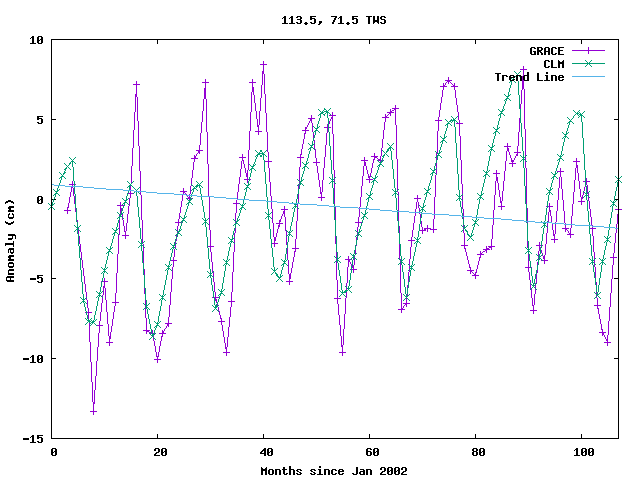 113.5, 71.5 TWS
GRACE
CLM
Trend Line
10
5
0
-5
-10
-15
Anomaly (cm)
0 20 40 60 80 100
Months since Jan 2002